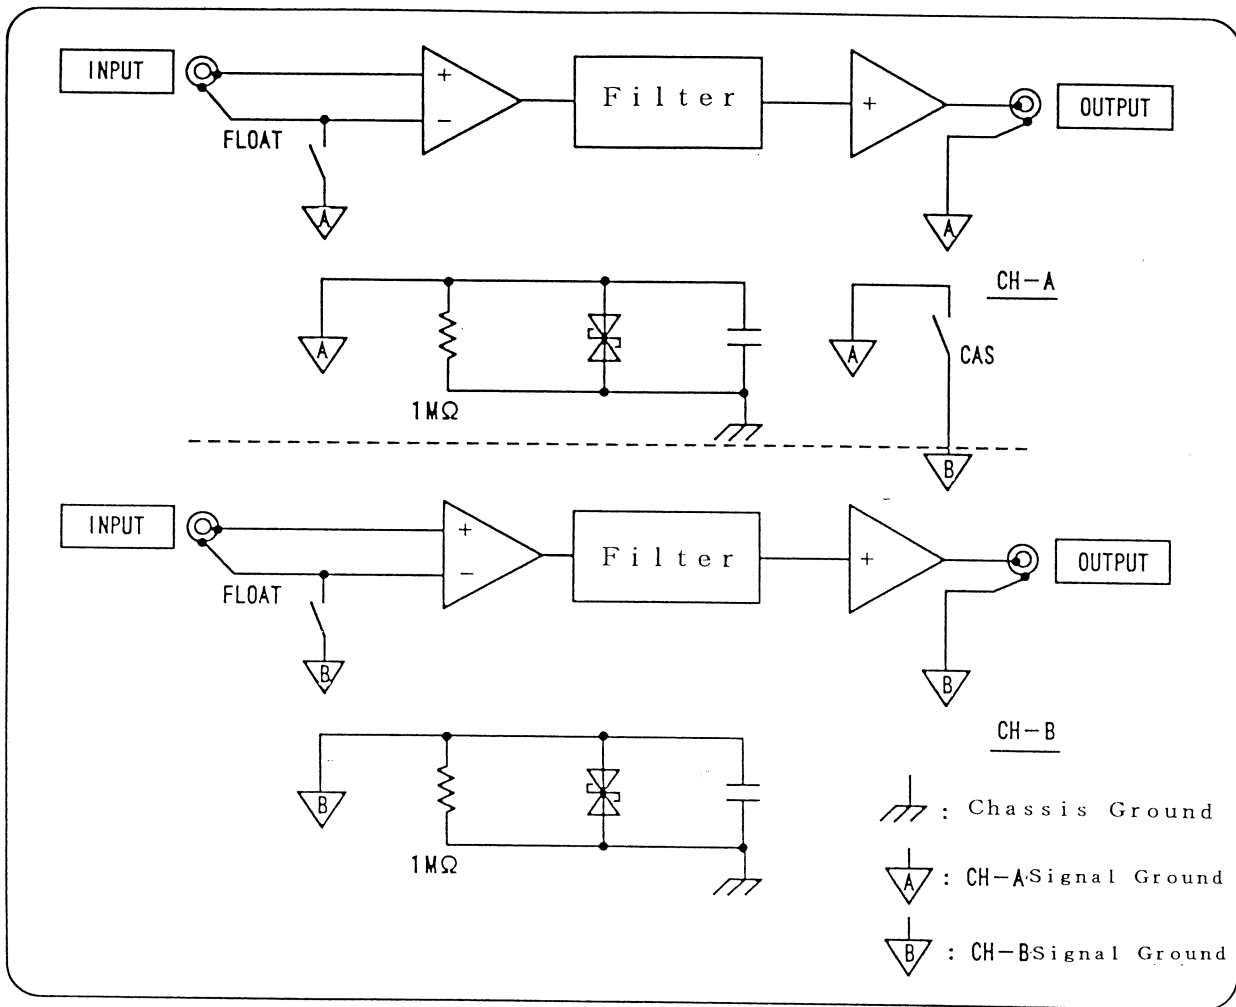 INPUT
+
Filter
+
OUTPUT
−
FLOAT
A
A
CH−A
A
A
CAS
1MΩ
B
INPUT
+
Filter
+
OUTPUT
−
FLOAT
B
B
CH−B
B
1MΩ
: Chassis Ground
A : CH−A Signal Ground
B : CH−B Signal Ground